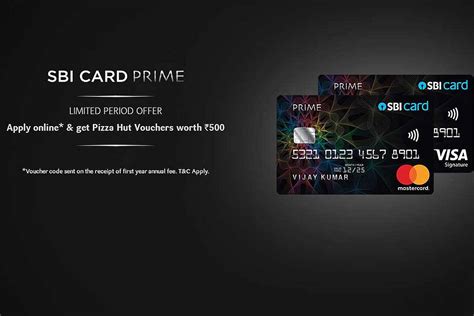 SBI CARD PRIME
LIMITED PERIOD OFFER
Apply online* & get Pizza Hut Vouchers worth ₹500
*Voucher code sent on the receipt of first year annual fee. T&C Apply.
PRIME
SBI card
PRIME
SBI card
5321 0123 4567 8901
8901
12/25
VIJAY KUMAR
mastercard
VISA
Signature